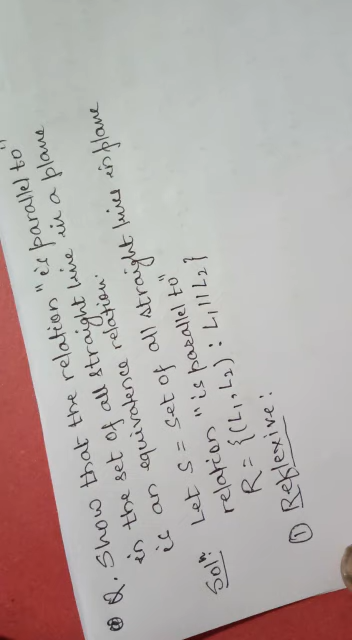 Q. Show that the relation "is parallel to"
in the set of all straight line in a plane
is an equivalence relation.
Soln. Let S = set of all straight lines in plane
relation "is parallel to"
R = {(L1, L2) : L1 || L2}
① Reflexive :